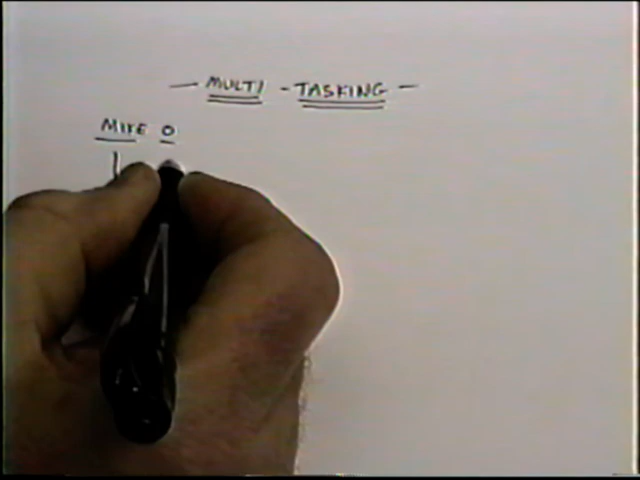 — MULTI - TASKING —
MIKE O